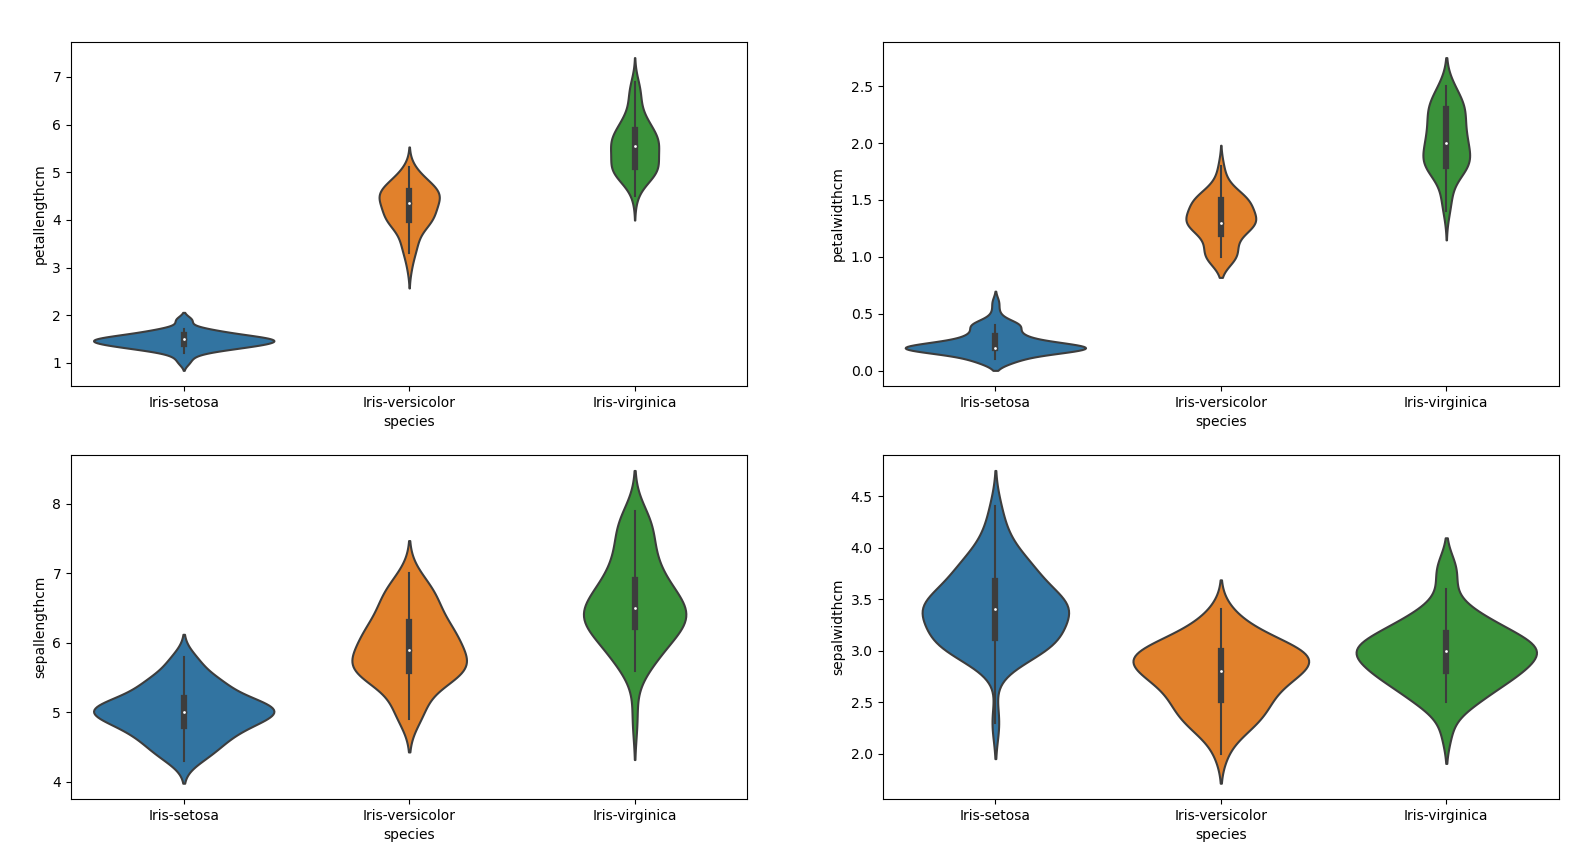 petallengthcm
7
6
5
4
3
2
1
Iris-setosa Iris-versicolor Iris-virginica
species
petalwidthcm
2.5
2.0
1.5
1.0
0.5
0.0
Iris-setosa Iris-versicolor Iris-virginica
species
sepallengthcm
8
7
6
5
4
Iris-setosa Iris-versicolor Iris-virginica
species
sepalwidthcm
4.5
4.0
3.5
3.0
2.5
2.0
Iris-setosa Iris-versicolor Iris-virginica
species